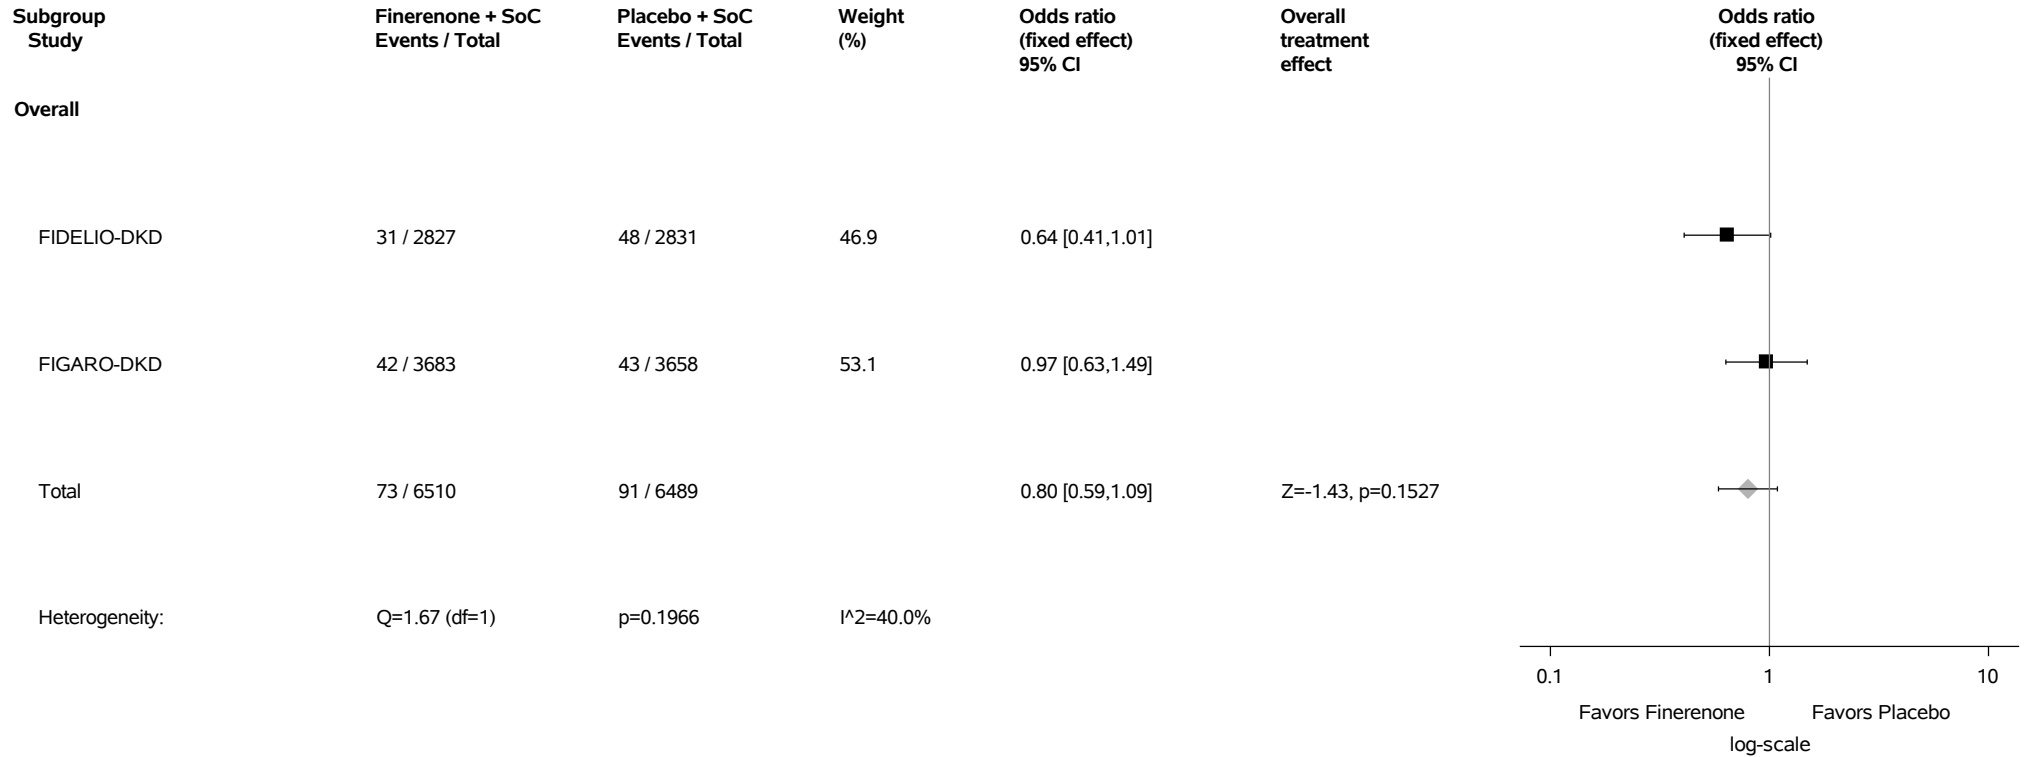 Subgroup Finerenone + SoC Placebo + SoC Weight Odds ratio Overall Odds ratio
Study Events / Total Events / Total (%) (fixed effect) treatment (fixed effect)
95% CI effect 95% CI
Overall
FIDELIO-DKD 31 / 2827 48 / 2831 46.9 0.64 [0.41,1.01]
FIGARO-DKD 42 / 3683 43 / 3658 53.1 0.97 [0.63,1.49]
Total 73 / 6510 91 / 6489 0.80 [0.59,1.09] Z=-1.43, p=0.1527
Heterogeneity: Q=1.67 (df=1) p=0.1966 I^2=40.0%
0.1 1 10
Favors Finerenone Favors Placebo
log-scale